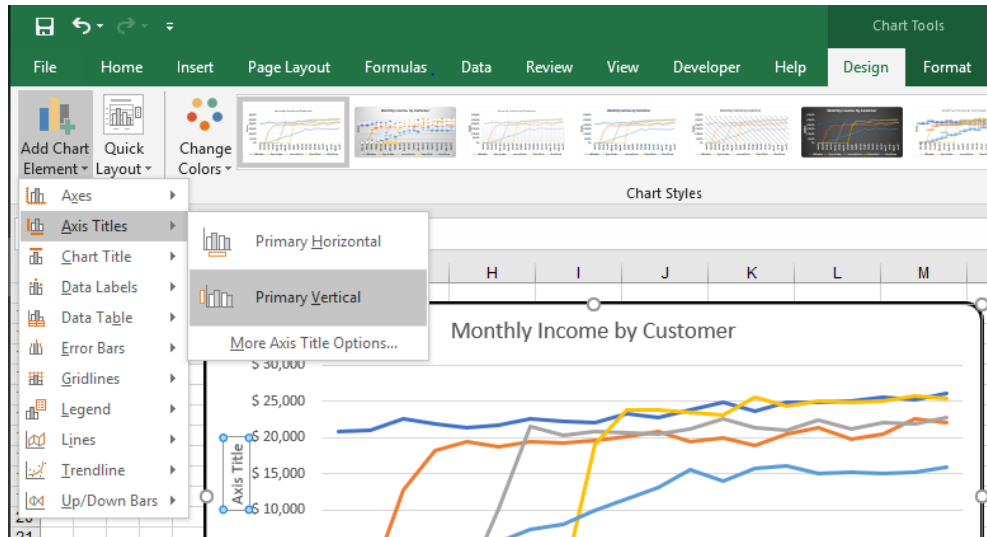 Chart Tools
File Home Insert Page Layout Formulas Data Review View Developer Help Design Format
Add Chart Element
Quick Layout
Change Colors
Chart Styles
Axes
Axis Titles
Chart Title
Data Labels
Data Table
Error Bars
Gridlines
Legend
Lines
Trendline
Up/Down Bars
Primary Horizontal
Primary Vertical
More Axis Title Options...
H I J K L M
Monthly Income by Customer
$ 30,000
$ 25,000
$ 20,000
$ 15,000
$ 10,000
Axis Title